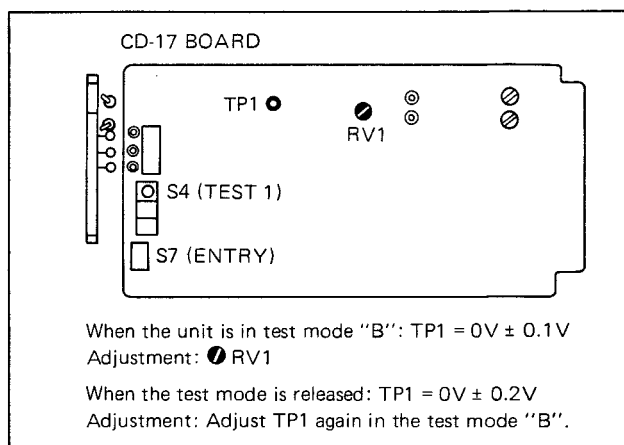 CD-17 BOARD
TP1
RV1
S4 (TEST 1)
S7 (ENTRY)
When the unit is in test mode "B": TP1 = 0V ± 0.1V
Adjustment: RV1
When the test mode is released: TP1 = 0V ± 0.2V
Adjustment: Adjust TP1 again in the test mode "B".